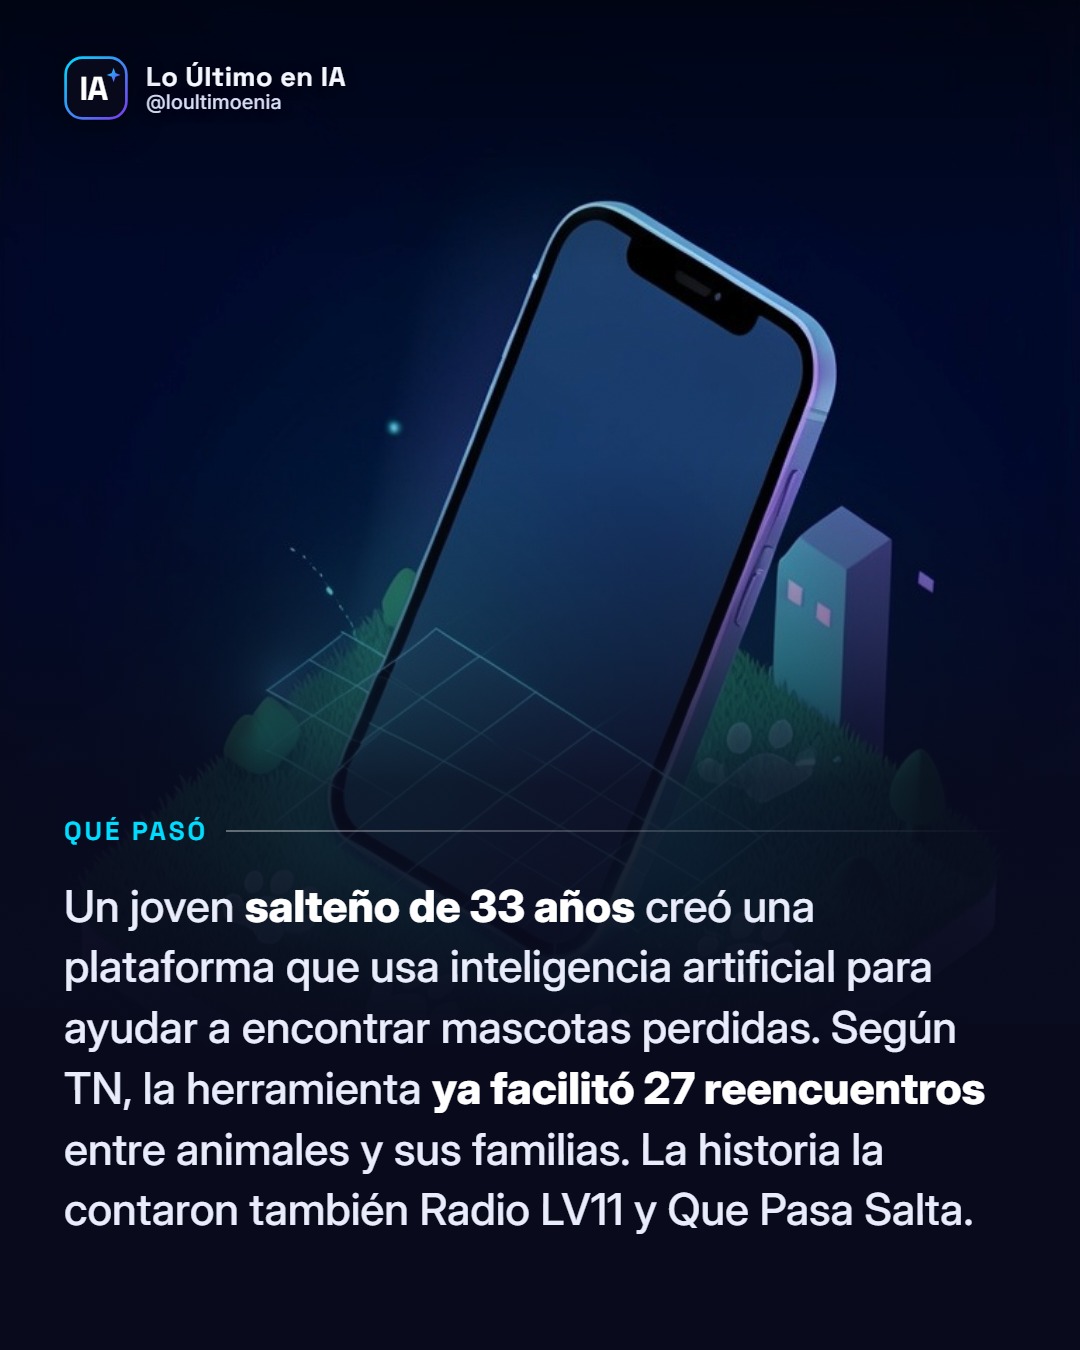 IA
Lo Último en IA
@loultimoenia
QUÉ PASÓ
Un joven salteño de 33 años creó una
plataforma que usa inteligencia artificial para
ayudar a encontrar mascotas perdidas. Según
TN, la herramienta ya facilitó 27 reencuentros
entre animales y sus familias. La historia la
contaron también Radio LV11 y Que Pasa Salta.